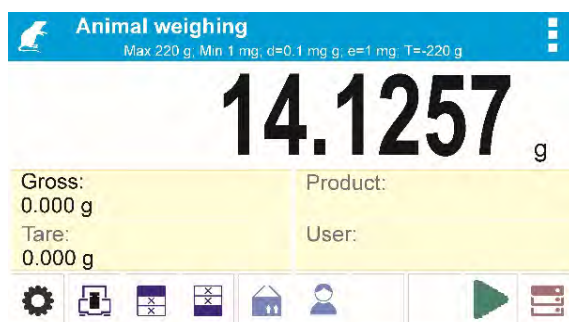 Animal weighing
Max 220 g; Min 1 mg; d=0.1 mg g; e=1 mg; T=-220 g
14.1257 g
Gross:
0.000 g
Product:
Tare:
0.000 g
User: